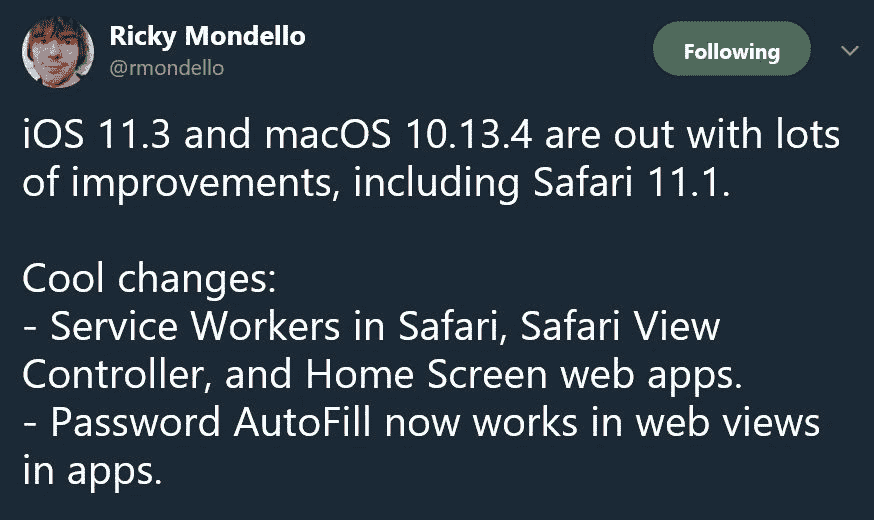 Ricky Mondello
@rmondello
Following
iOS 11.3 and macOS 10.13.4 are out with lots
of improvements, including Safari 11.1.
Cool changes:
- Service Workers in Safari, Safari View
Controller, and Home Screen web apps.
- Password AutoFill now works in web views
in apps.